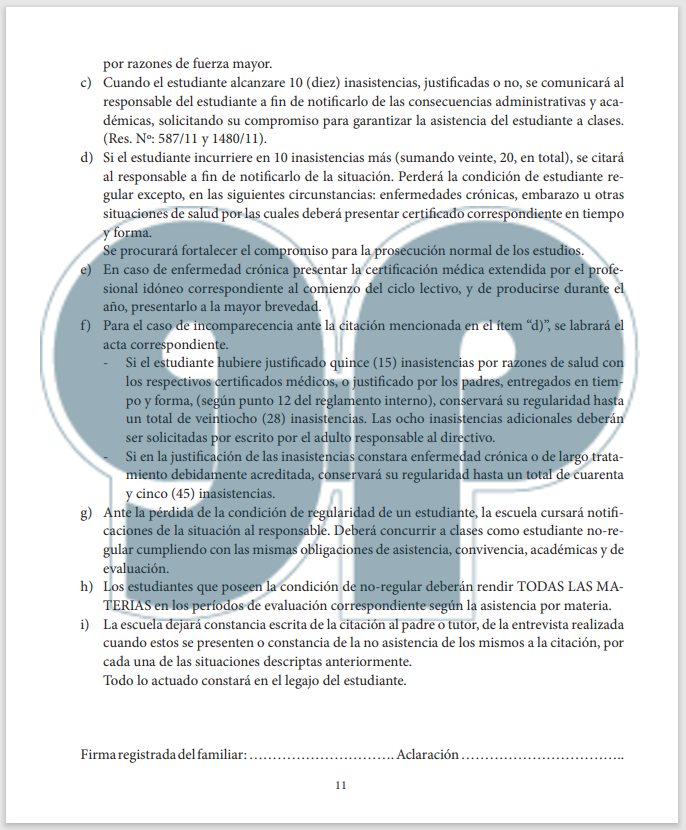 por razones de fuerza mayor.
c) Cuando el estudiante alcanzare 10 (diez) inasistencias, justificadas o no, se comunicará al
responsable del estudiante a fin de notificarlo de las consecuencias administrativas y aca-
démicas, solicitando su compromiso para garantizar la asistencia del estudiante a clases.
(Res. Nº: 587/11 y 1480/11).
d) Si el estudiante incurriere en 10 inasistencias más (sumando veinte, 20, en total), se citará
al responsable a fin de notificarlo de la situación. Perderá la condición de estudiante re-
gular excepto, en las siguientes circunstancias: enfermedades crónicas, embarazo u otras
situaciones de salud por las cuales deberá presentar certificado correspondiente en tiempo
y forma.
Se procurará fortalecer el compromiso para la prosecución normal de los estudios.
e) En caso de enfermedad crónica presentar la certificación médica extendida por el profe-
sional idóneo correspondiente al comienzo del ciclo lectivo, y de producirse durante el
año, presentarlo a la mayor brevedad.
f) Para el caso de incomparecencia ante la citación mencionada en el ítem “d)”, se labrará el
acta correspondiente.
- Si el estudiante hubiere justificado quince (15) inasistencias por razones de salud con
los respectivos certificados médicos, o justificado por los padres, entregados en tiem-
po y forma, (según punto 12 del reglamento interno), conservará su regularidad hasta
un total de veintiocho (28) inasistencias. Las ocho inasistencias adicionales deberán
ser solicitadas por escrito por el adulto responsable al directivo.
- Si en la justificación de las inasistencias constara enfermedad crónica o de largo trata-
miento debidamente acreditada, conservará su regularidad hasta un total de cuarenta
y cinco (45) inasistencias.
g) Ante la pérdida de la condición de regularidad de un estudiante, la escuela cursará notifi-
caciones de la situación al responsable. Deberá concurrir a clases como estudiante no-re-
gular cumpliendo con las mismas obligaciones de asistencia, convivencia, académicas y de
evaluación.
h) Los estudiantes que poseen la condición de no-regular deberán rendir TODAS LAS MA-
TERIAS en los períodos de evaluación correspondiente según la asistencia por materia.
i) La escuela dejará constancia escrita de la citación al padre o tutor, de la entrevista realizada
cuando estos se presenten o constancia de la no asistencia de los mismos a la citación, por
cada una de las situaciones descriptas anteriormente.
Todo lo actuado constará en el legajo del estudiante.
Firma registrada del familiar: …………………………. Aclaración ……………………………..
11